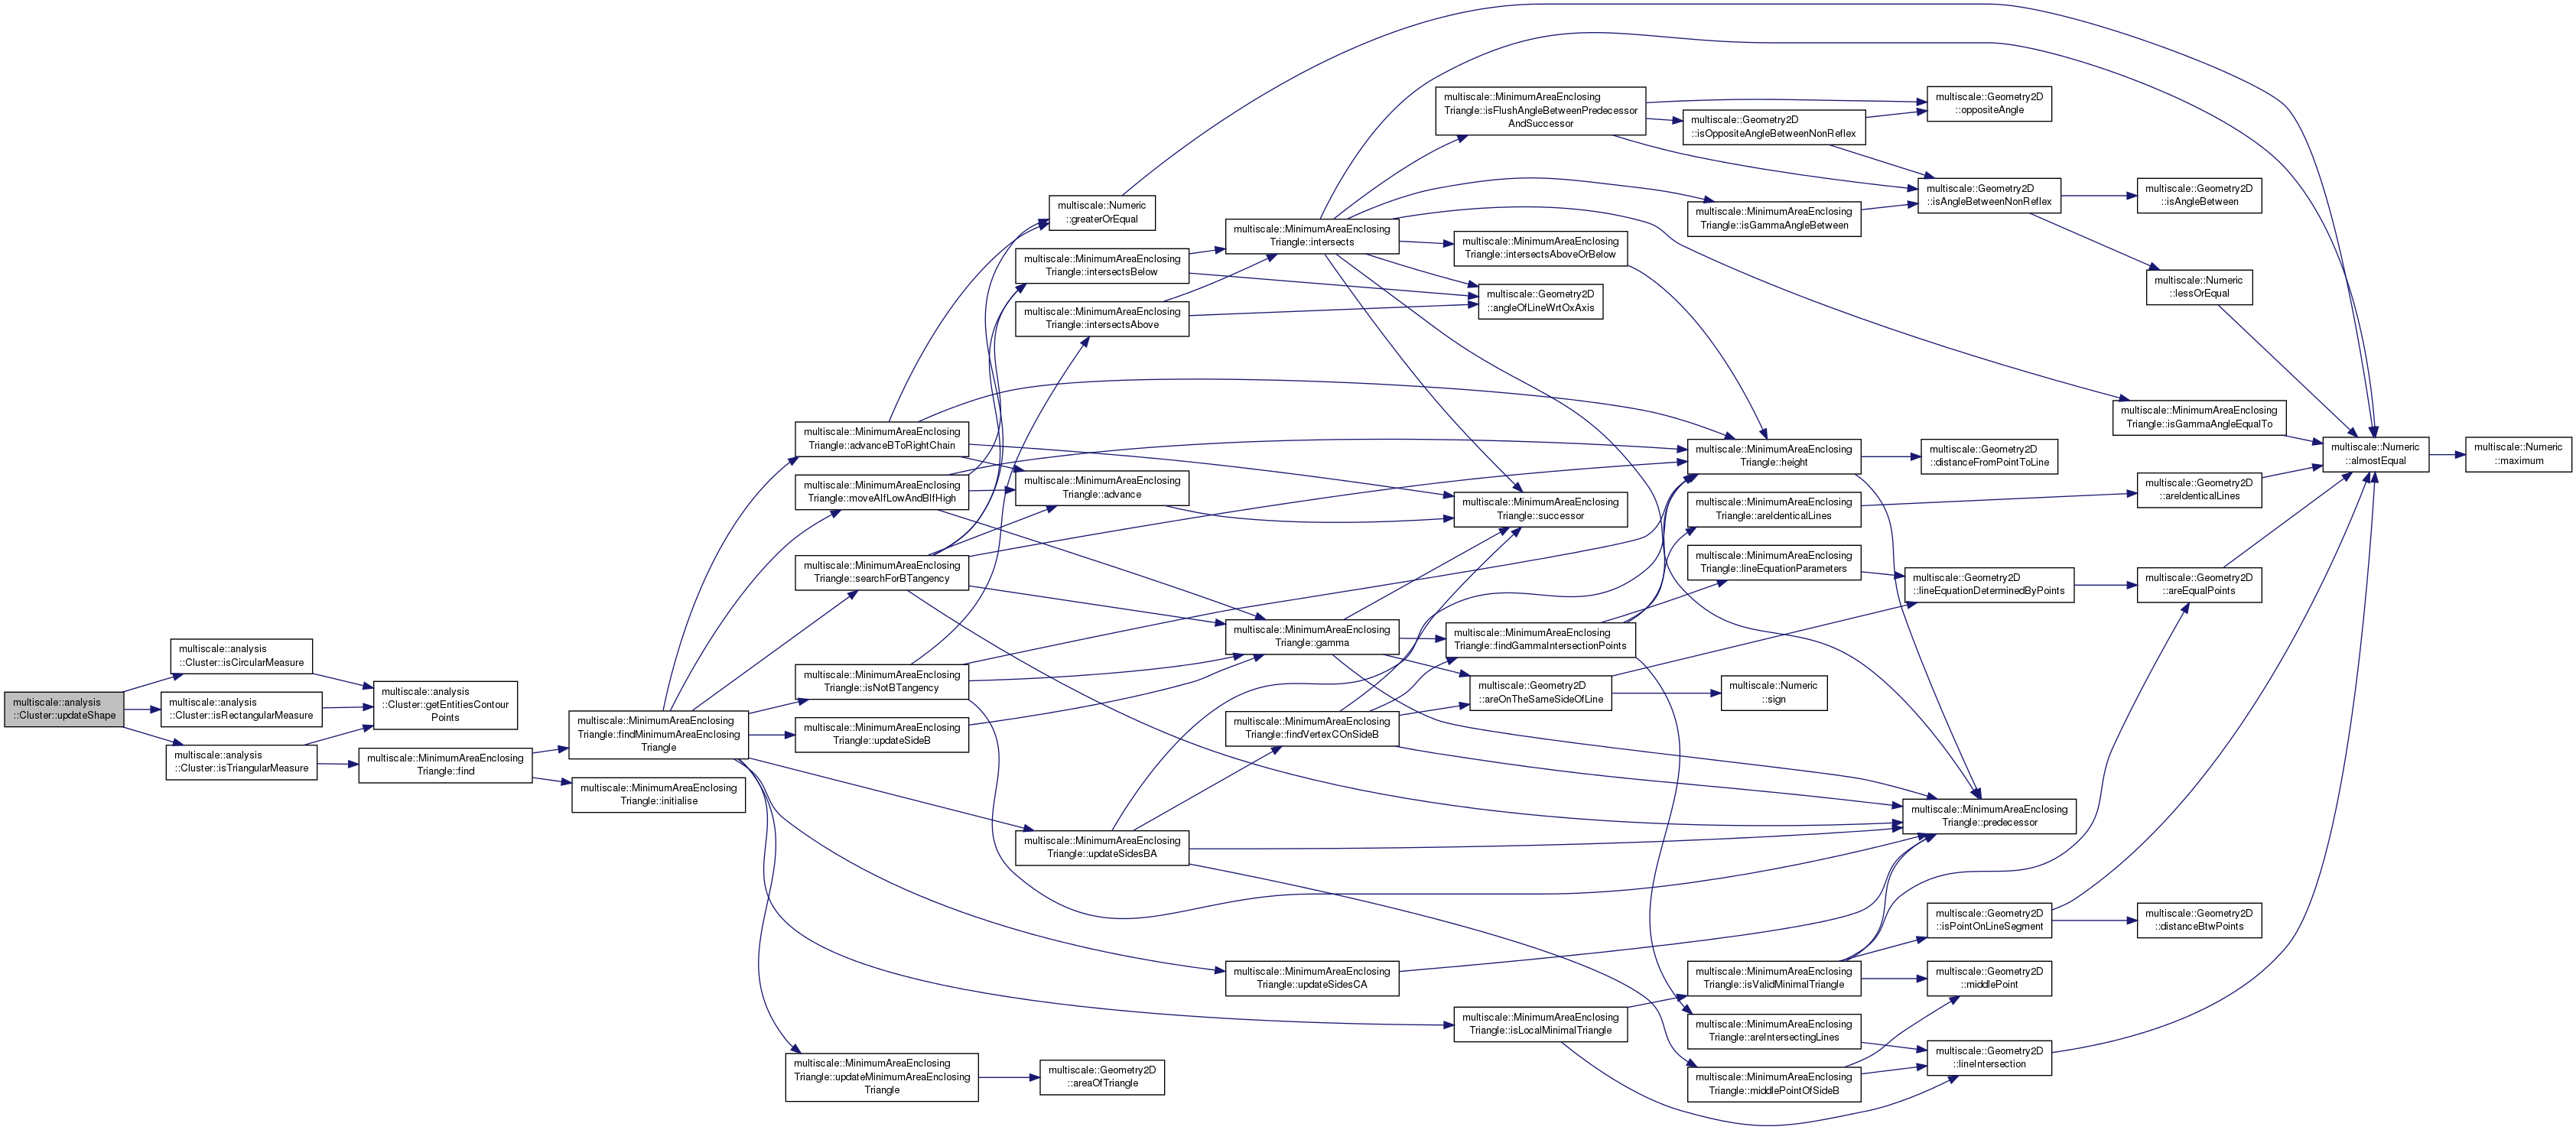 multiscale::analysis
::Cluster::updateShape
multiscale::analysis
::Cluster::isCircularMeasure
multiscale::analysis
::Cluster::isRectangularMeasure
multiscale::analysis
::Cluster::isTriangularMeasure
multiscale::analysis
::Cluster::getEntitiesContour
Points
multiscale::MinimumAreaEnclosing
Triangle::find
multiscale::MinimumAreaEnclosing
Triangle::findMinimumAreaEnclosing
Triangle
multiscale::MinimumAreaEnclosing
Triangle::initialise
multiscale::MinimumAreaEnclosing
Triangle::advanceBToRightChain
multiscale::MinimumAreaEnclosing
Triangle::moveAIfLowAndBIfHigh
multiscale::MinimumAreaEnclosing
Triangle::searchForBTangency
multiscale::MinimumAreaEnclosing
Triangle::isNotBTangency
multiscale::MinimumAreaEnclosing
Triangle::updateSideB
multiscale::MinimumAreaEnclosing
Triangle::updateMinimumAreaEnclosing
Triangle
multiscale::Numeric
::greaterOrEqual
multiscale::MinimumAreaEnclosing
Triangle::intersectsBelow
multiscale::MinimumAreaEnclosing
Triangle::intersectsAbove
multiscale::MinimumAreaEnclosing
Triangle::advance
multiscale::MinimumAreaEnclosing
Triangle::updateSidesBA
multiscale::Geometry2D
::areaOfTriangle
multiscale::MinimumAreaEnclosing
Triangle::intersects
multiscale::MinimumAreaEnclosing
Triangle::gamma
multiscale::MinimumAreaEnclosing
Triangle::findVertexCOnSideB
multiscale::MinimumAreaEnclosing
Triangle::updateSidesCA
multiscale::MinimumAreaEnclosing
Triangle::isFlushAngleBetweenPredecessor
AndSuccessor
multiscale::MinimumAreaEnclosing
Triangle::intersectsAboveOrBelow
multiscale::Geometry2D
::angleOfLineWrtOxAxis
multiscale::MinimumAreaEnclosing
Triangle::successor
multiscale::MinimumAreaEnclosing
Triangle::findGammaIntersectionPoints
multiscale::Geometry2D
::areOnTheSameSideOfLine
multiscale::MinimumAreaEnclosing
Triangle::isLocalMinimalTriangle
multiscale::Geometry2D
::isOppositeAngleBetweenNonReflex
multiscale::MinimumAreaEnclosing
Triangle::isGammaAngleBetween
multiscale::MinimumAreaEnclosing
Triangle::height
multiscale::MinimumAreaEnclosing
Triangle::areIdenticalLines
multiscale::MinimumAreaEnclosing
Triangle::lineEquationParameters
multiscale::Numeric
::sign
multiscale::MinimumAreaEnclosing
Triangle::isValidMinimalTriangle
multiscale::MinimumAreaEnclosing
Triangle::areIntersectingLines
multiscale::MinimumAreaEnclosing
Triangle::middlePointOfSideB
multiscale::Geometry2D
::oppositeAngle
multiscale::Geometry2D
::isAngleBetweenNonReflex
multiscale::Geometry2D
::distanceFromPointToLine
multiscale::Geometry2D
::lineEquationDeterminedByPoints
multiscale::MinimumAreaEnclosing
Triangle::predecessor
multiscale::Geometry2D
::isPointOnLineSegment
multiscale::Geometry2D
::middlePoint
multiscale::Geometry2D
::lineIntersection
multiscale::Geometry2D
::isAngleBetween
multiscale::Numeric
::lessOrEqual
multiscale::MinimumAreaEnclosing
Triangle::isGammaAngleEqualTo
multiscale::Geometry2D
::areIdenticalLines
multiscale::Geometry2D
::areEqualPoints
multiscale::Geometry2D
::distanceBtwPoints
multiscale::Numeric
::almostEqual
multiscale::Numeric
::maximum